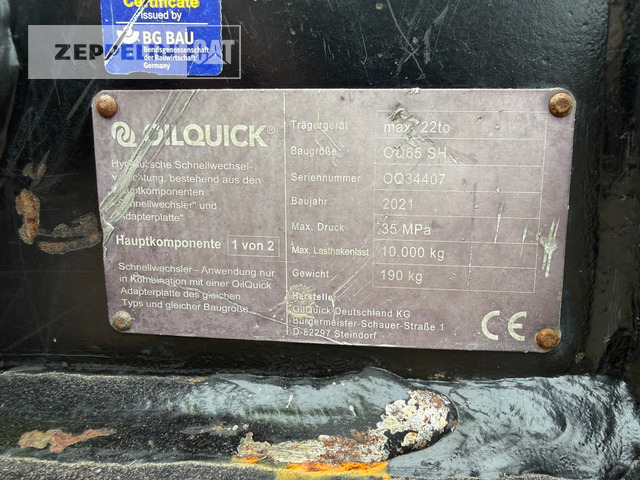 Certificate
issued by
BG BAU
Berufsgenossenschaft
der Bauwirtschaft
Germany
ZEPPELIN CAT
OILQUICK®
Hydraulische Schnellwechsel-
vorrichtung, bestehend aus den
Hauptkomponenten
"Schnellwechsler" und
"Adapterplatte"
Hauptkomponente 1 von 2
Schnellwechsler - Anwendung nur
in Kombination mit einer OilQuick
Adapterplatte des gleichen
Typs und gleicher Baugröße.
Trägergerät max. 22to
Baugröße OQ65 SH
Seriennummer OQ34407
Baujahr 2021
Max. Druck 35 MPa
Max. Lasthakenlast 10.000 kg
Gewicht 190 kg
Hersteller
OilQuick Deutschland KG
Bürgermeister-Schauer-Straße 1
D-82297 Steindorf
CE